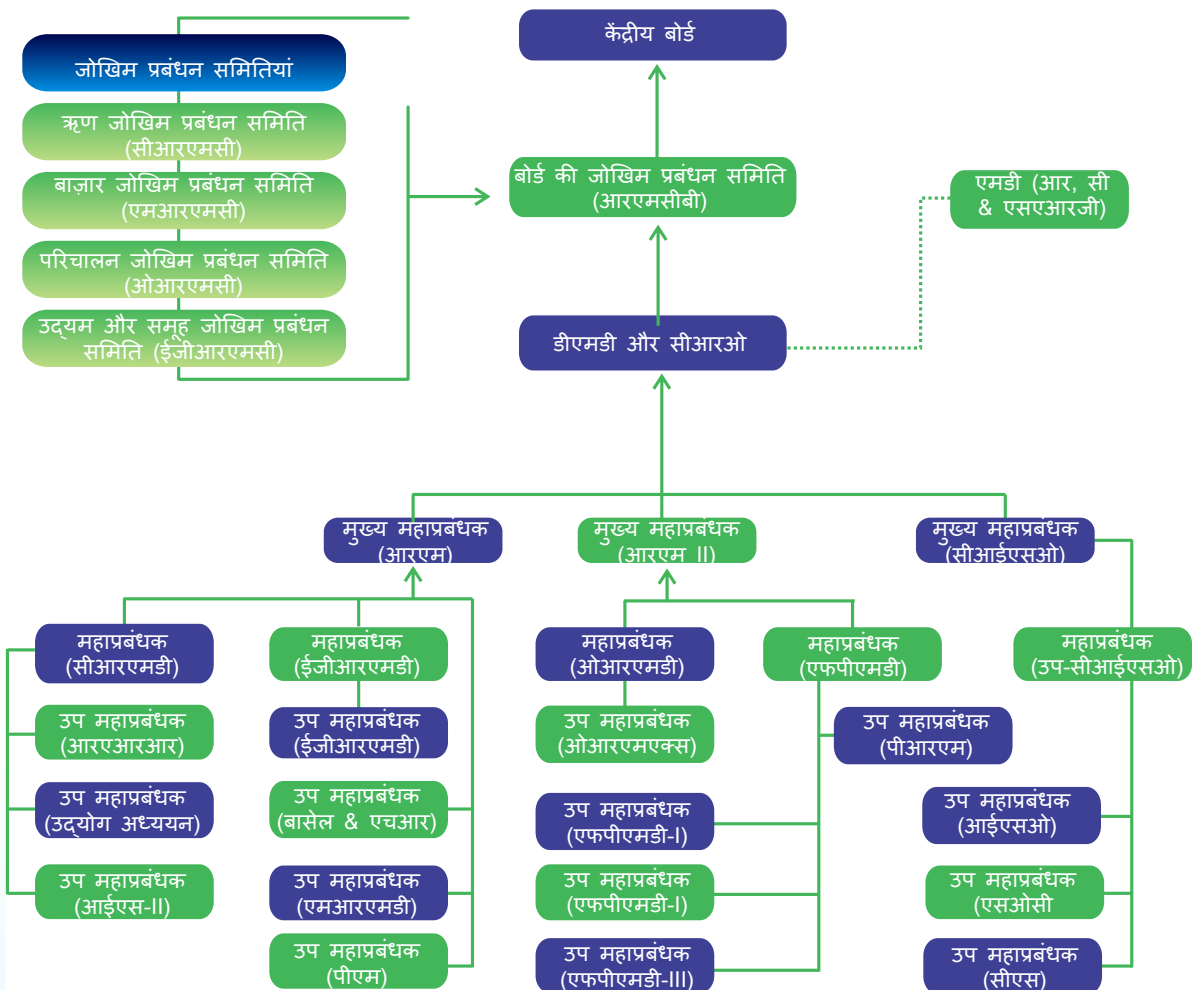 केंद्रीय बोर्ड
जोखिम प्रबंधन समितियां
ऋण जोखिम प्रबंधन समिति
(सीआरएमसी)
बाज़ार जोखिम प्रबंधन समिति
(एमआरएमसी)
परिचालन जोखिम प्रबंधन समिति
(ओआरएमसी)
उद्यम और समूह जोखिम प्रबंधन
समिति (ईजीआरएमसी)
बोर्ड की जोखिम प्रबंधन समिति
(आरएमसीबी)
एमडी (आर, सी
& एसएआरजी)
डीएमडी और सीआरओ
मुख्य महाप्रबंधक
(आरएम)
मुख्य महाप्रबंधक
(आरएम II)
मुख्य महाप्रबंधक
(सीआईएसओ)
महाप्रबंधक
(सीआरएमडी)
महाप्रबंधक
(ईजीआरएमडी)
महाप्रबंधक
(ओआरएमडी)
महाप्रबंधक
(एफपीएमडी)
महाप्रबंधक
(उप-सीआईएसओ)
उप महाप्रबंधक
(आरएआरआर)
उप महाप्रबंधक
(ईजीआरएमडी)
उप महाप्रबंधक
(ओआरएमएक्स)
उप महाप्रबंधक
(पीआरएम)
उप महाप्रबंधक
(उद्योग अध्ययन)
उप महाप्रबंधक
(बासेल & एचआर)
उप महाप्रबंधक
(एफपीएमडी-I)
उप महाप्रबंधक
(आईएसओ)
उप महाप्रबंधक
(आईएस-II)
उप महाप्रबंधक
(एमआरएमडी)
उप महाप्रबंधक
(एफपीएमडी-I)
उप महाप्रबंधक
(एसओसी
उप महाप्रबंधक
(पीएम)
उप महाप्रबंधक
(एफपीएमडी-III)
उप महाप्रबंधक
(सीएस)